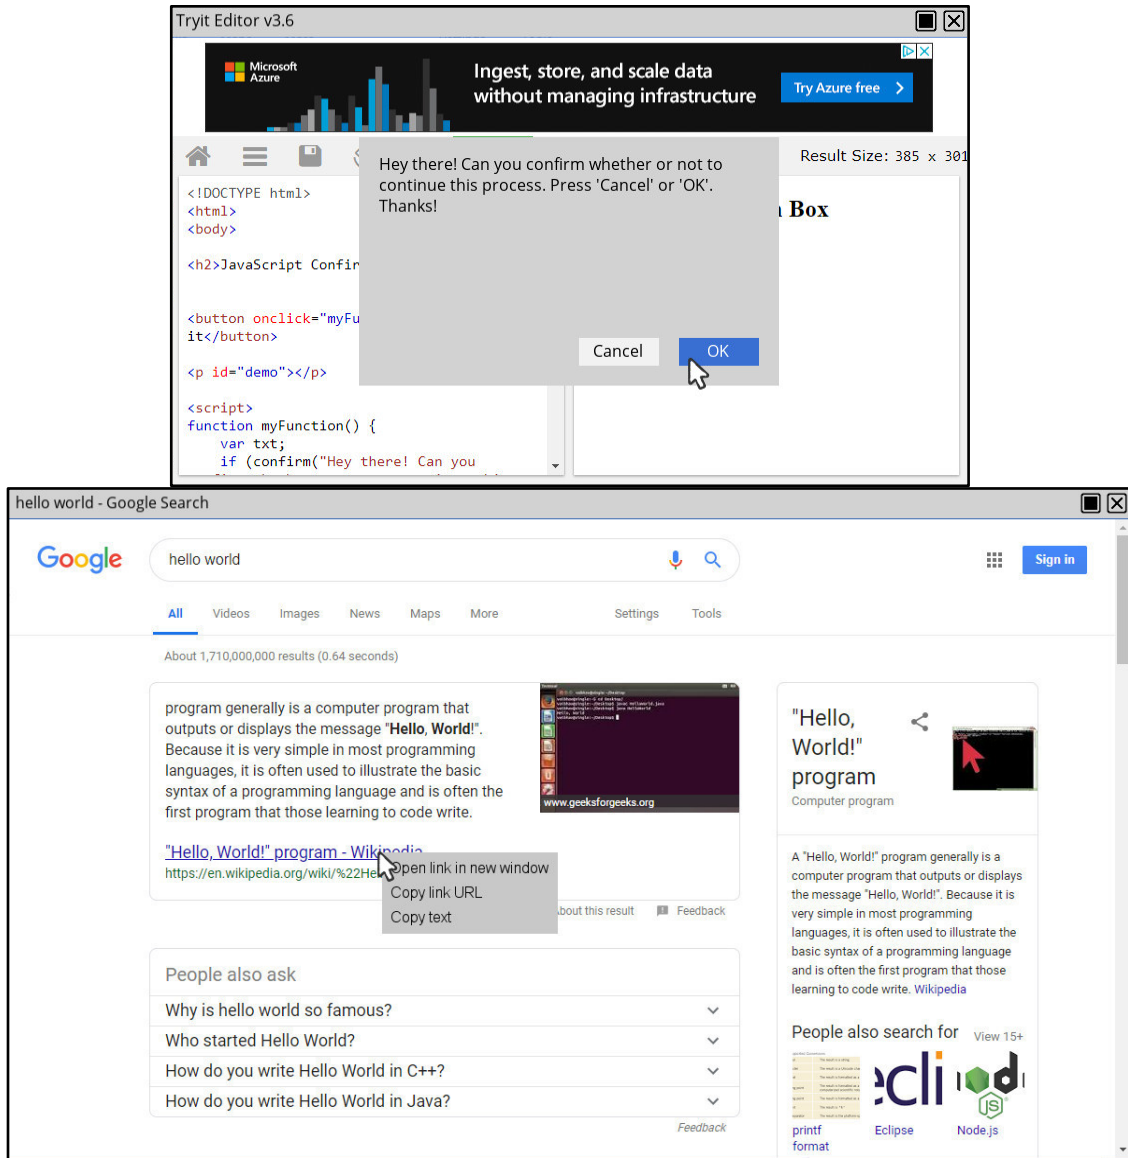 Tryit Editor v3.6
Microsoft
Azure
Ingest, store, and scale data
without managing infrastructure
Try Azure free
Result Size: 385 x 301
Hey there! Can you confirm whether or not to
continue this process. Press 'Cancel' or 'OK'.
Thanks!
Cancel
OK
<!DOCTYPE html>
<html>
<body>
<h2>JavaScript Confir
<button onclick="myFu
it</button>
<p id="demo"></p>
<script>
function myFunction() {
var txt;
if (confirm("Hey there! Can you
Box
hello world - Google Search
Google
hello world
Sign in
All Videos Images News Maps More Settings Tools
About 1,710,000,000 results (0.64 seconds)
program generally is a computer program that
outputs or displays the message "Hello, World!".
Because it is very simple in most programming
languages, it is often used to illustrate the basic
syntax of a programming language and is often the
first program that those learning to code write.
www.geeksforgeeks.org
"Hello, World!" program - Wikipedia
https://en.wikipedia.org/wiki/%22He
Open link in new window
Copy link URL
Copy text
About this result Feedback
People also ask
Why is hello world so famous?
Who started Hello World?
How do you write Hello World in C++?
How do you write Hello World in Java?
Feedback
"Hello,
World!"
program
Computer program
A "Hello, World!" program generally is a
computer program that outputs or displays
the message "Hello, World!". Because it is
very simple in most programming
languages, it is often used to illustrate the
basic syntax of a programming language
and is often the first program that those
learning to code write. Wikipedia
People also search for View 15+
ecli
JS
printf
format
Eclipse
Node.js